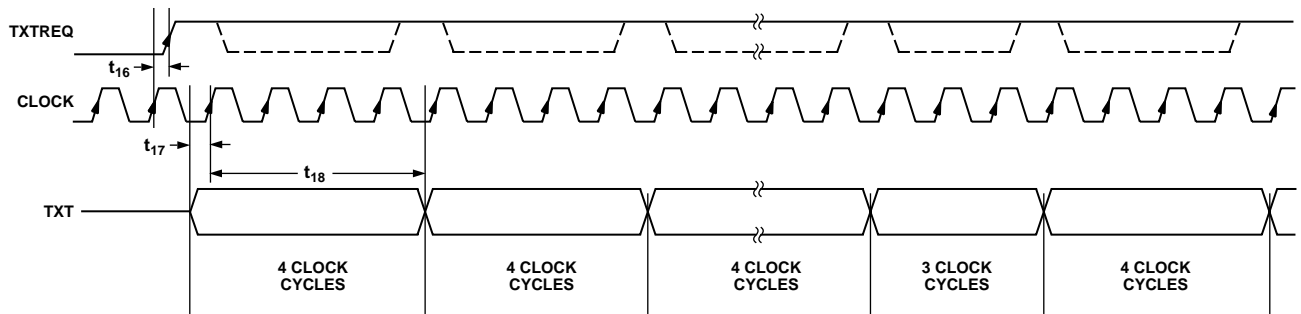 TXTREQ
t16
CLOCK
t17
t18
TXT
4 CLOCK
CYCLES
4 CLOCK
CYCLES
4 CLOCK
CYCLES
3 CLOCK
CYCLES
4 CLOCK
CYCLES